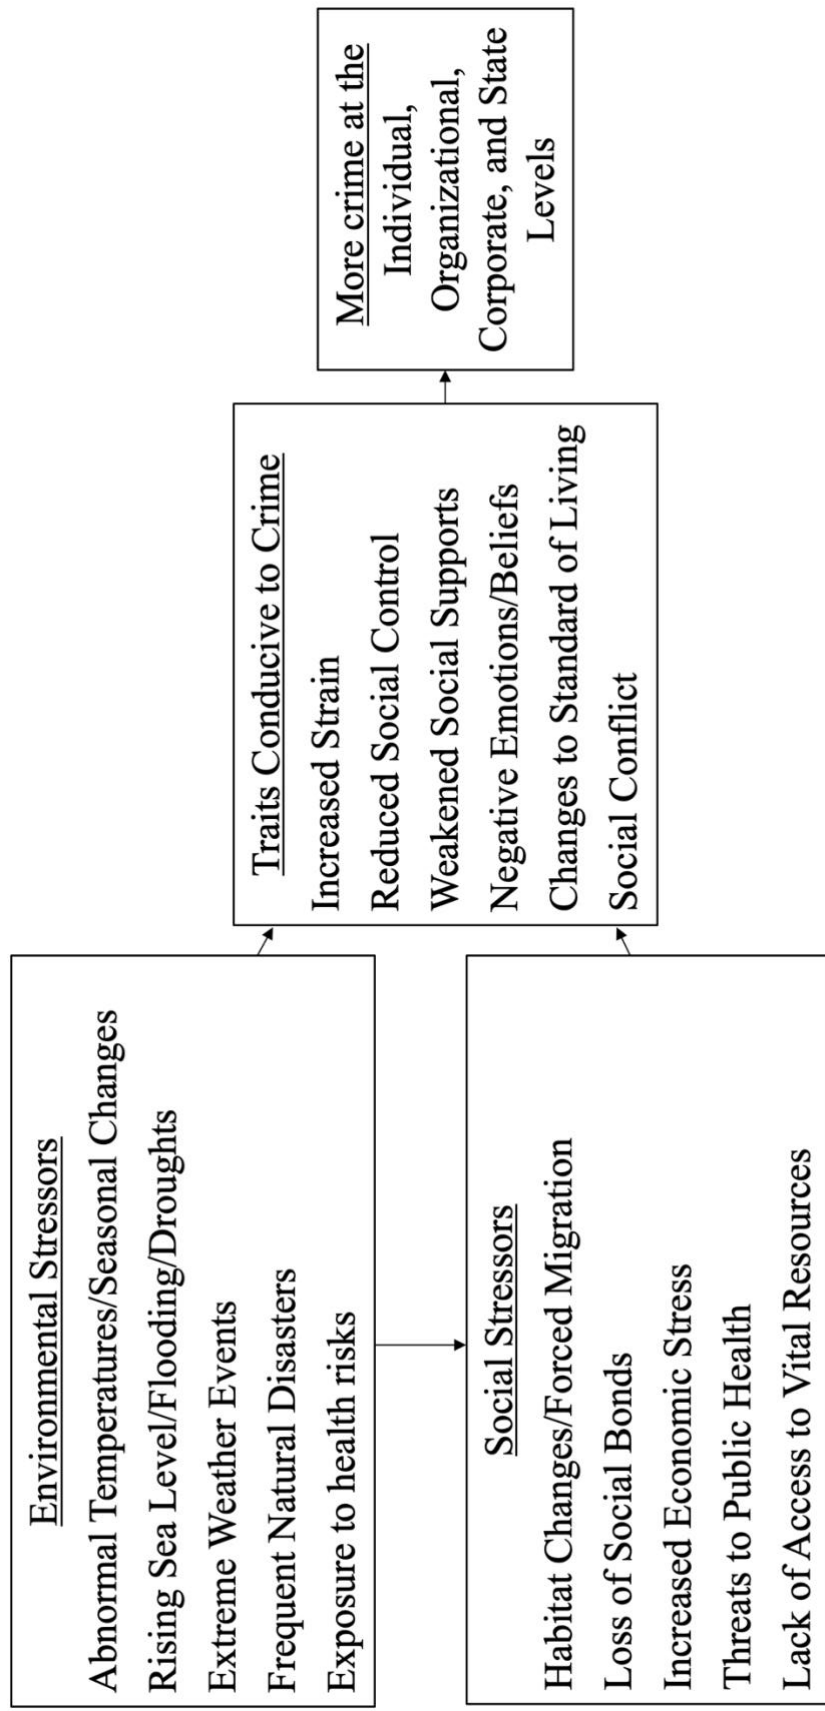 Environmental Stressors
Abnormal Temperatures/Seasonal Changes
Rising Sea Level/Flooding/Droughts
Extreme Weather Events
Frequent Natural Disasters
Exposure to health risks
Social Stressors
Habitat Changes/Forced Migration
Loss of Social Bonds
Increased Economic Stress
Threats to Public Health
Lack of Access to Vital Resources
Traits Conducive to Crime
Increased Strain
Reduced Social Control
Weakened Social Supports
Negative Emotions/Beliefs
Changes to Standard of Living
Social Conflict
More crime at the
Individual,
Organizational,
Corporate, and State
Levels